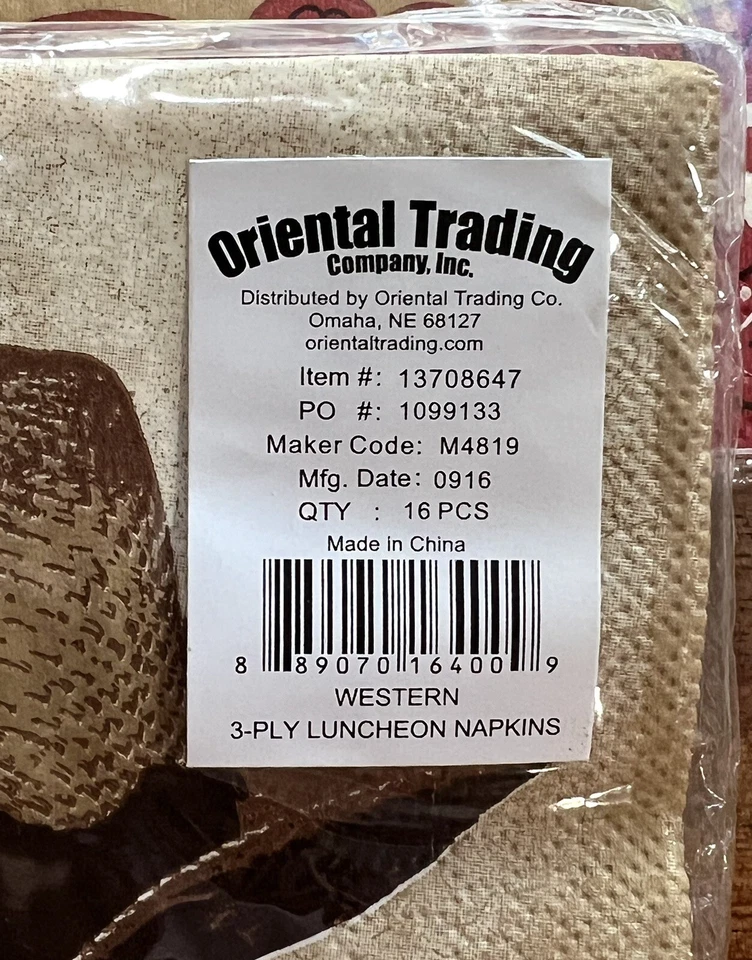 Oriental Trading
Company, Inc.
Distributed by Oriental Trading Co.
Omaha, NE 68127
orientaltrading.com
Item #: 13708647
PO #: 1099133
Maker Code: M4819
Mfg. Date: 0916
QTY : 16 PCS
Made in China
8 89070 16400 9
WESTERN
3-PLY LUNCHEON NAPKINS